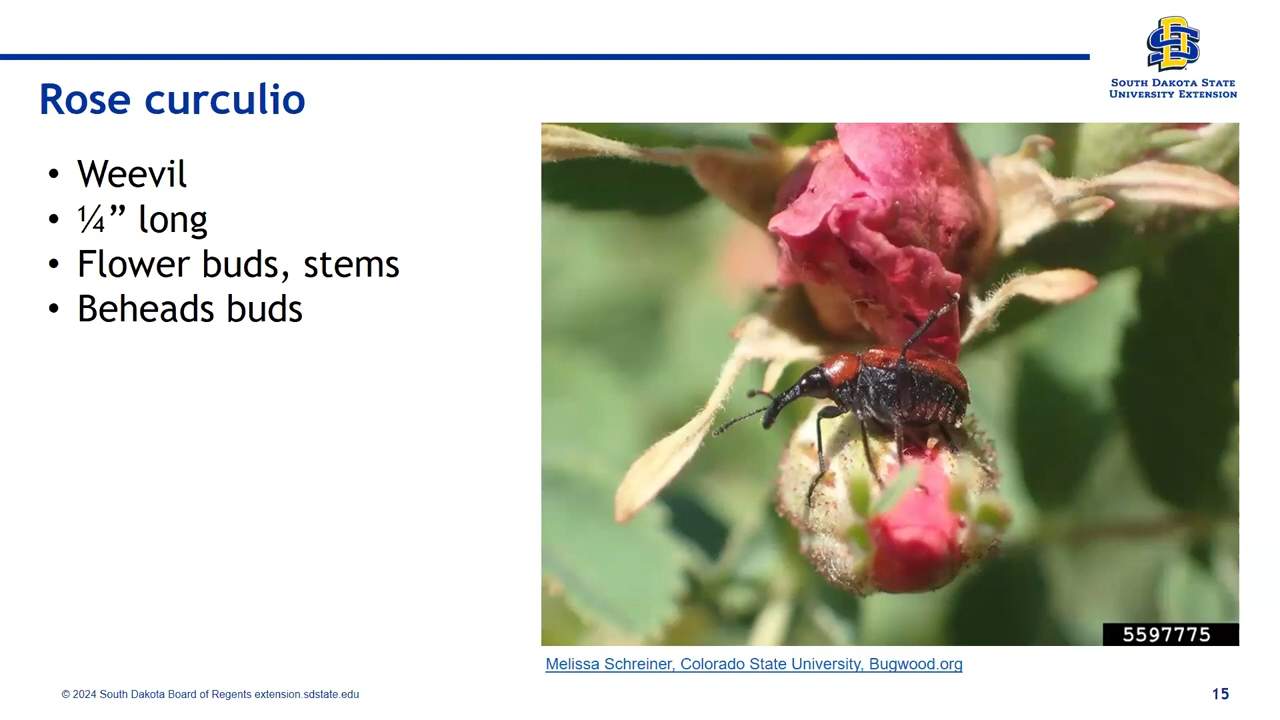 South Dakota State
University Extension
Rose curculio
• Weevil
• ¼” long
• Flower buds, stems
• Beheads buds
5597775
Melissa Schreiner, Colorado State University, Bugwood.org
© 2024 South Dakota Board of Regents extension.sdstate.edu
15